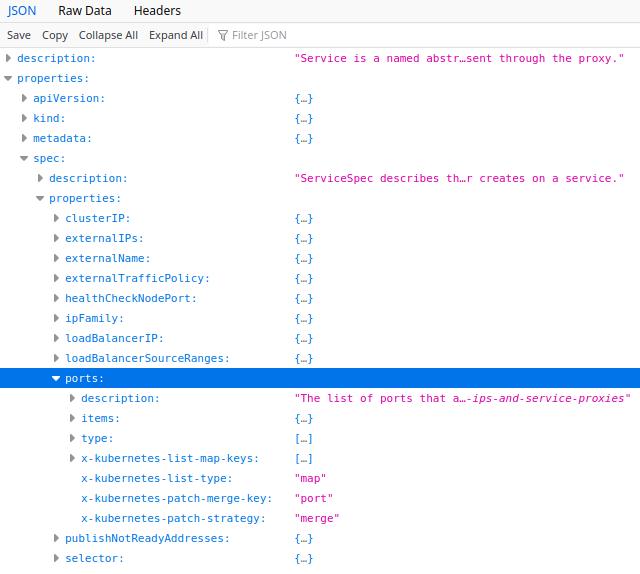 JSON Raw Data Headers
Save Copy Collapse All Expand All Filter JSON
description: "Service is a named abstr…sent through the proxy."
properties:
apiVersion: {…}
kind: {…}
metadata: {…}
spec:
description: "ServiceSpec describes th…r creates on a service."
properties:
clusterIP: {…}
externalIPs: {…}
externalName: {…}
externalTrafficPolicy: {…}
healthCheckNodePort: {…}
ipFamily: {…}
loadBalancerIP: {…}
loadBalancerSourceRanges: {…}
ports:
description: "The list of ports that a…-ips-and-service-proxies"
items: {…}
type: […]
x-kubernetes-list-map-keys: […]
x-kubernetes-list-type: "map"
x-kubernetes-patch-merge-key: "port"
x-kubernetes-patch-strategy: "merge"
publishNotReadyAddresses: {…}
selector: {…}